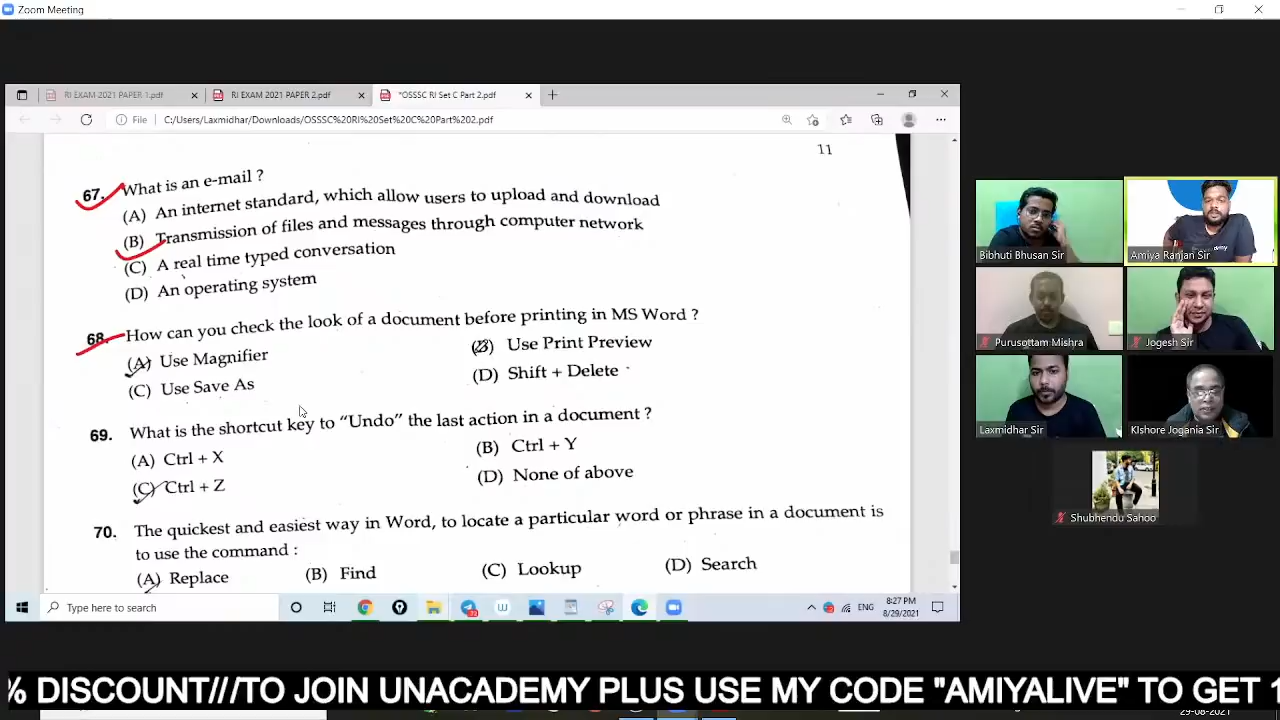 Zoom Meeting
RI EXAM 2021 PAPER 1.pdf
RI EXAM 2021 PAPER 2.pdf
*OSSSC RI Set C Part 2.pdf
File C:/Users/Laxmidhar/Downloads/OSSSC%20RI%20Set%20C%20Part%202.pdf
11
67. What is an e-mail ?
(A) An internet standard, which allow users to upload and download
(B) Transmission of files and messages through computer network
(C) A real time typed conversation
(D) An operating system
68. How can you check the look of a document before printing in MS Word ?
(A) Use Magnifier (B) Use Print Preview
(C) Use Save As (D) Shift + Delete
69. What is the shortcut key to “Undo” the last action in a document ?
(A) Ctrl + X (B) Ctrl + Y
(C) Ctrl + Z (D) None of above
70. The quickest and easiest way in Word, to locate a particular word or phrase in a document is
to use the command :
(A) Replace (B) Find (C) Lookup (D) Search
Type here to search
ENG
8:27 PM
8/29/2021
Bibhuti Bhusan Sir
Amiya Ranjan Sir
Purusottam Mishra
Jogesh Sir
Laxmidhar Sir
KIshore Jogania Sir
Shubhendu Sahoo
% DISCOUNT///TO JOIN UNACADEMY PLUS USE MY CODE "AMIYALIVE" TO GET 1
29-08-2021